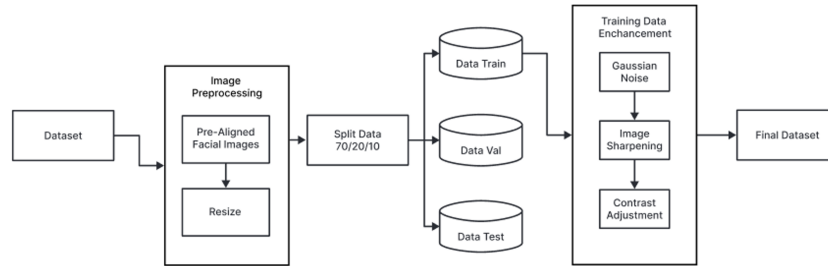 Dataset
Image
Preprocessing
Pre-Aligned
Facial Images
Resize
Split Data
70/20/10
Data Train
Data Val
Data Test
Training Data
Enchancement
Gaussian
Noise
Image
Sharpening
Contrast
Adjustment
Final Dataset